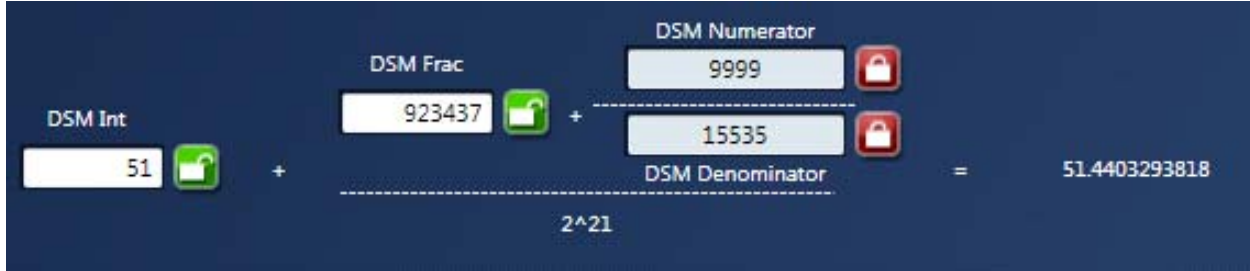 DSM Numerator
9999
DSM Frac
923437
+
15535
DSM Denominator
DSM Int
51
+
=
51.4403293818
2^21